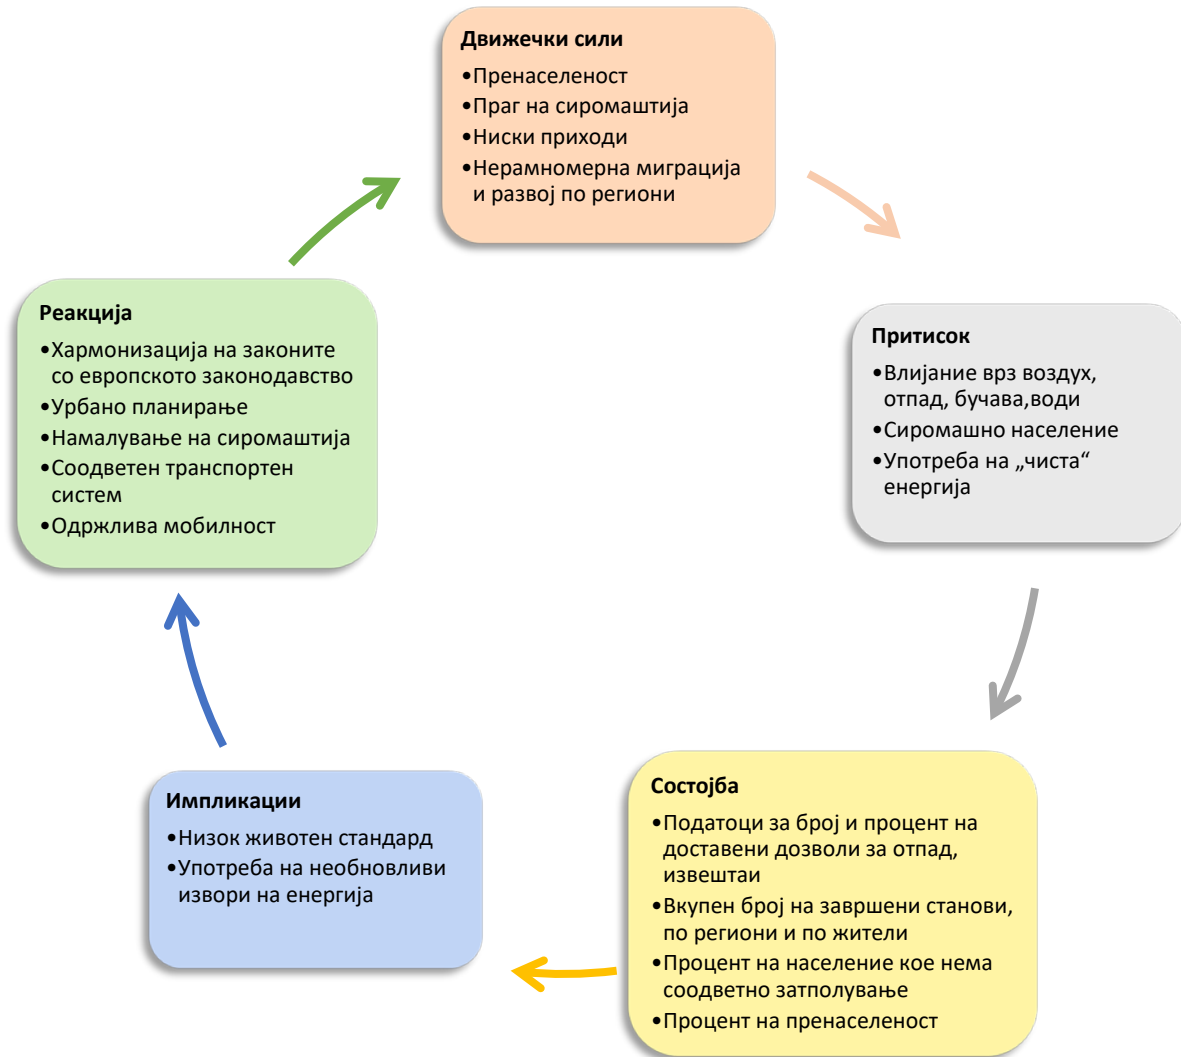 Движечки сили
•Пренаселеност
•Праг на сиромаштија
•Ниски приходи
•Нерамномерна миграција
и развој по региони
Притисок
•Влијание врз воздух,
отпад, бучава,води
•Сиромашно население
•Употреба на „чиста“
енергија
Состојба
•Податоци за број и процент на
доставени дозволи за отпад,
извештаи
•Вкупен број на завршени станови,
по региони и по жители
•Процент на население кое нема
соодветно затполување
•Процент на пренаселеност
Импликации
•Низок животен стандард
•Употреба на необновливи
извори на енергија
Реакција
•Хармонизација на законите
со европското законодавство
•Урбано планирање
•Намалување на сиромаштија
•Соодветен транспортен
систем
•Одржлива мобилност